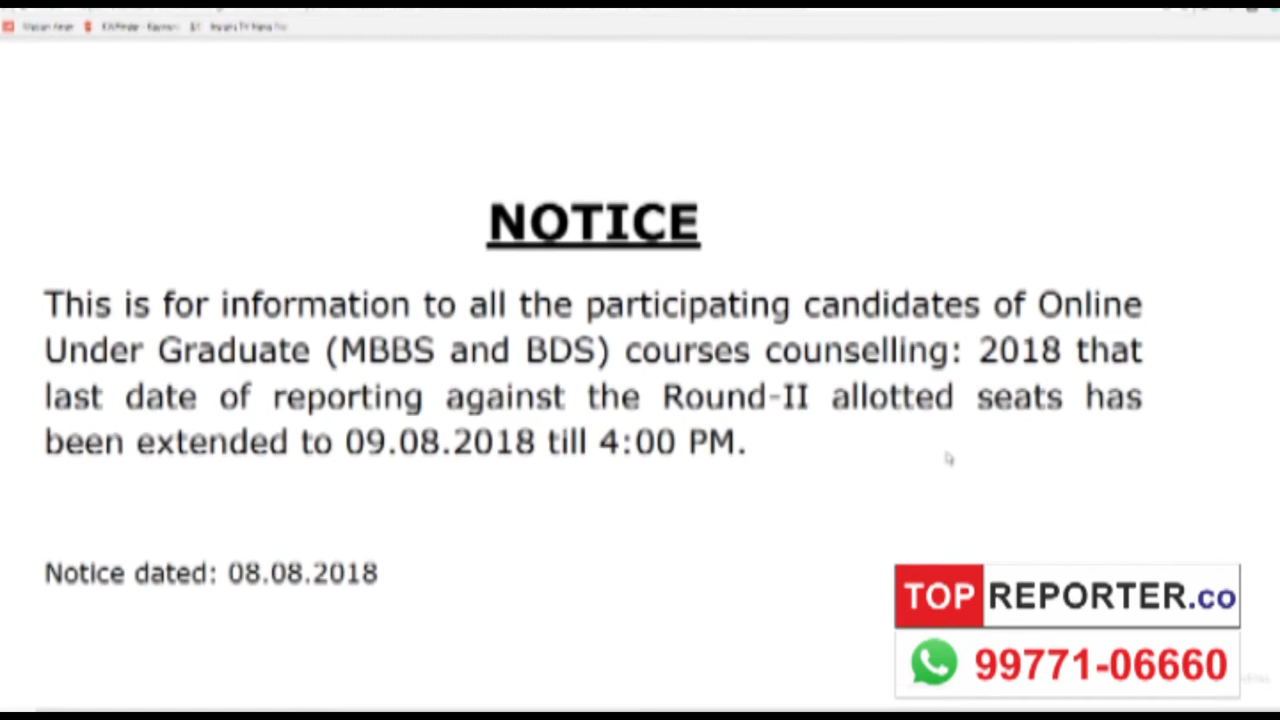 NOTICE
This is for information to all the participating candidates of Online
Under Graduate (MBBS and BDS) courses counselling: 2018 that
last date of reporting against the Round-II allotted seats has
been extended to 09.08.2018 till 4:00 PM.
Notice dated: 08.08.2018
TOP REPORTER.co
99771-06660